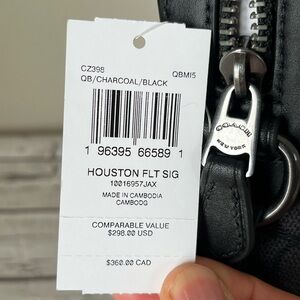 CZ398
QB/CHARCOAL/BLACK QBMI5
1 96395 66589 1
HOUSTON FLT SIG
10016957JAX
MADE IN CAMBODIA
CAMBODG
COMPARABLE VALUE
$298.00 USD
$360.00 CAD
COACH
NEW YORK